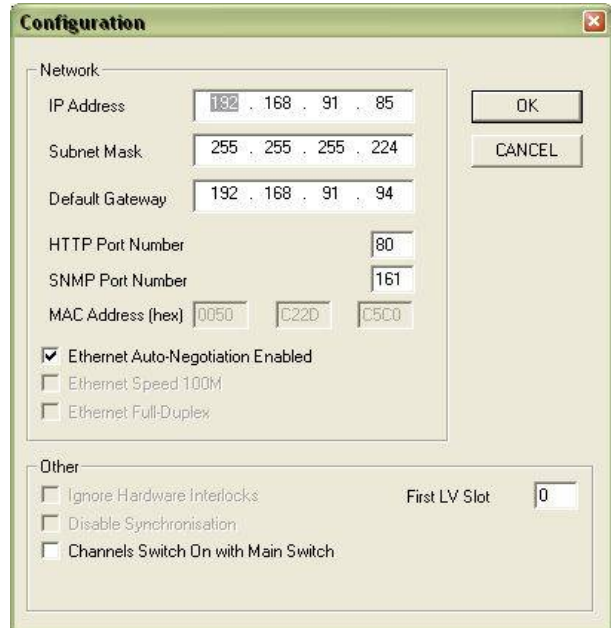 Configuration
Network
IP Address 192 . 168 . 91 . 85
OK
Subnet Mask 255 . 255 . 255 . 224
CANCEL
Default Gateway 192 . 168 . 91 . 94
HTTP Port Number 80
SNMP Port Number 161
MAC Address (hex) 0050 C22D C5C0
Ethernet Auto-Negotiation Enabled
Ethernet Speed 100M
Ethernet Full-Duplex
Other
Ignore Hardware Interlocks
First LV Slot 0
Disable Synchronisation
Channels Switch On with Main Switch